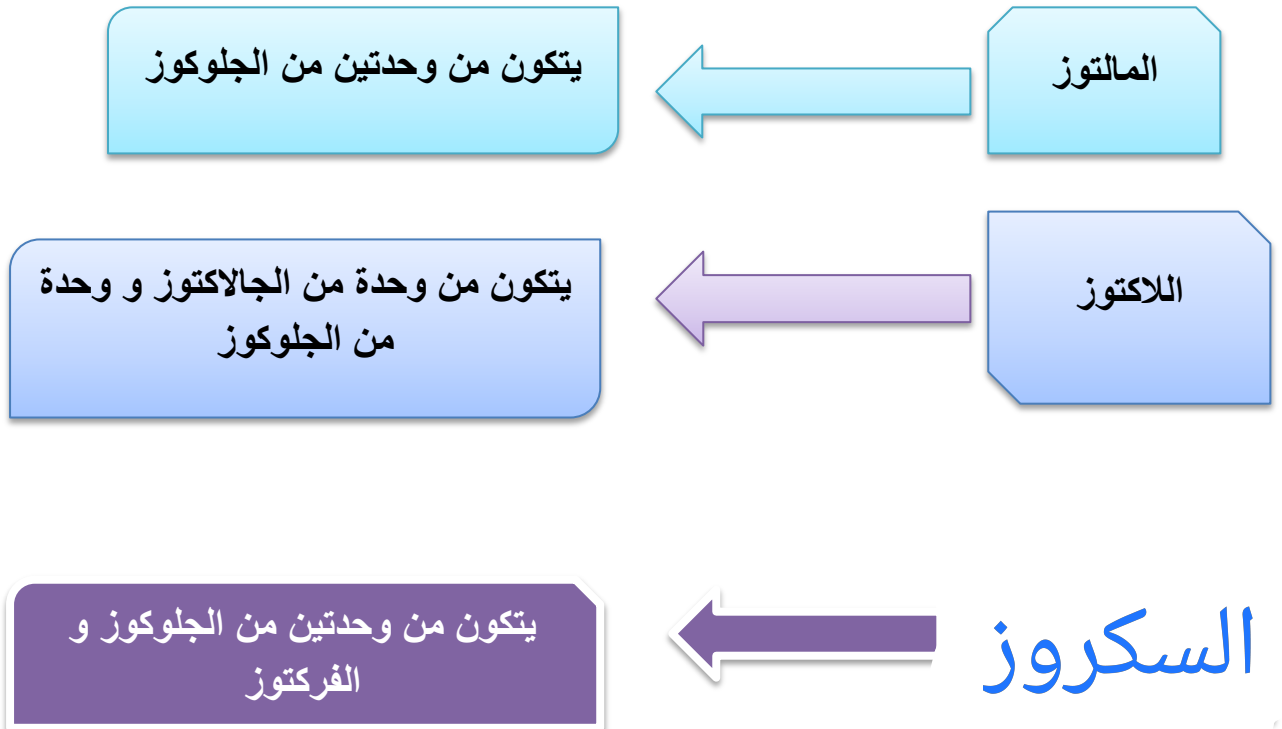 المالتوز
يتكون من وحدتين من الجلوكوز
اللاكتوز
يتكون من وحدة من الجالاكتوز و وحدة
من الجلوكوز
السكروز
يتكون من وحدتين من الجلوكوز و
الفركتوز